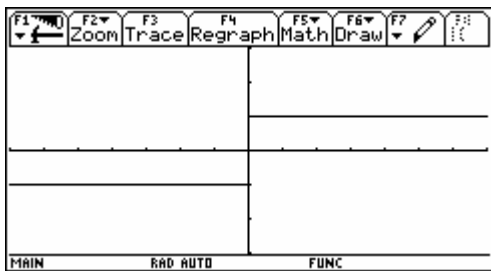 F1 F2 F3 F4 F5 F6 F7
Zoom Trace Regraph Math Draw
MAIN RAD AUTO FUNC